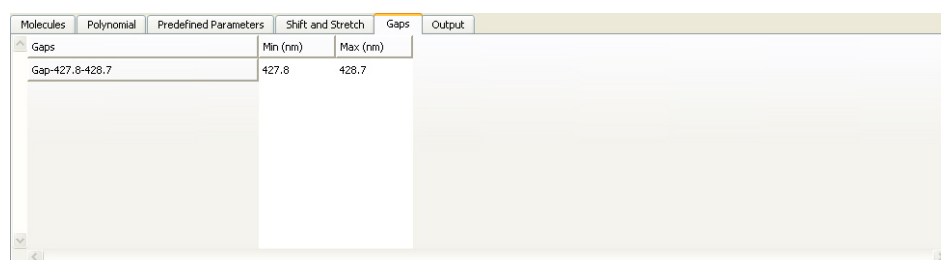 Molecules Polynomial Predefined Parameters Shift and Stretch Gaps Output
Gaps Min (nm) Max (nm)
Gap-427.8-428.7 427.8 428.7